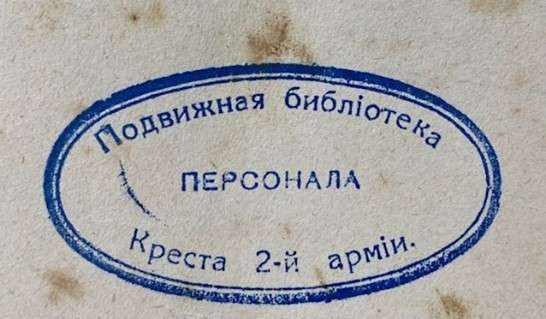 Подвижная библіотека
ПЕРСОНАЛА
Креста 2-й арміи.